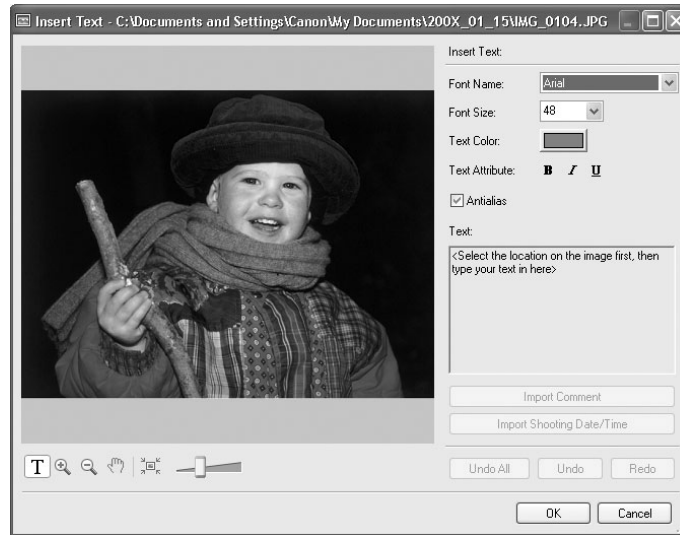 Insert Text - C:\Documents and Settings\Canon\My Documents\200X_01_15\IMG_0104.JPG
Insert Text:
Font Name: Arial
Font Size: 48
Text Color:
Text Attribute: B I U
Antialias
Text:
<Select the location on the image first, then
type your text in here>
Import Comment
Import Shooting Date/Time
T
Undo All Undo Redo
OK Cancel